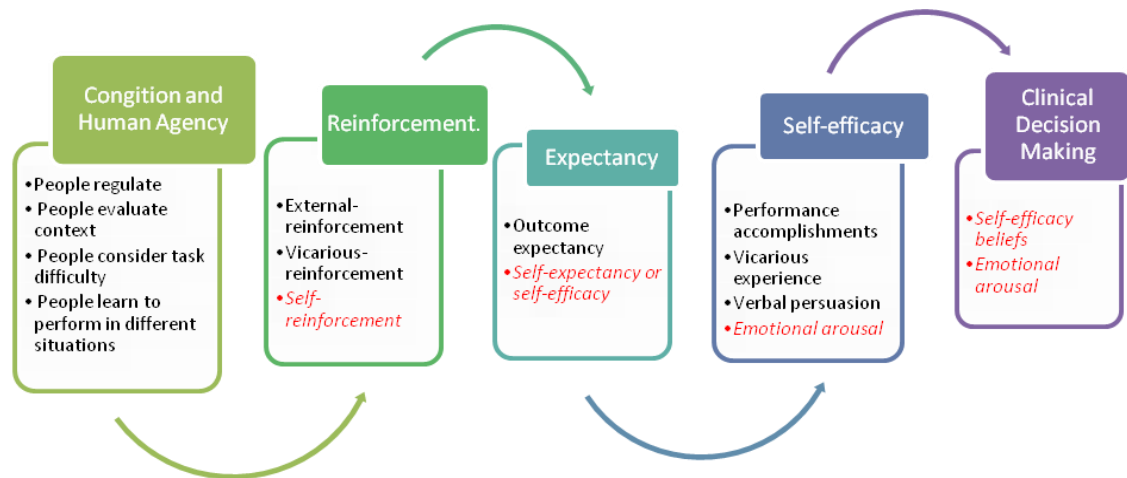 Congition and
Human Agency
•People regulate
• People evaluate
context
•People consider task
difficulty
•People learn to
perform in different
situations
Reinforcement.
•External-
reinforcement
•Vicarious-
reinforcement
•Self-
reinforcement
Expectancy
•Outcome
expectancy
•Self-expectancy or
self-efficacy
Self-efficacy
•Performance
accomplishments
•Vicarious
experience
•Verbal persuasion
•Emotional arousal
Clinical
Decision
Making
•Self-efficacy
beliefs
•Emotional
arousal